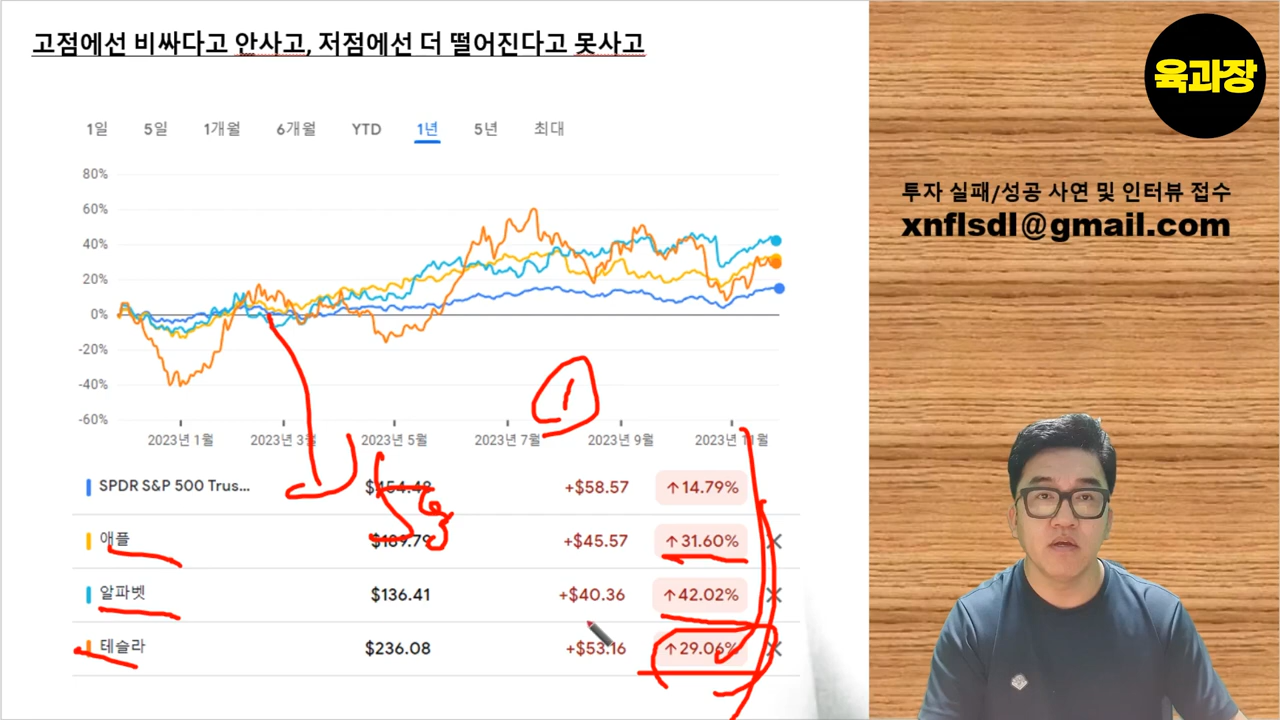 고점에선 비싸다고 안사고, 저점에선 더 떨어진다고 못사고
육과장
투자 실패/성공 사연 및 인터뷰 접수
xnflsdl@gmail.com
1일 5일 1개월 6개월 YTD 1년 5년 최대
80%
60%
40%
20%
0%
-20%
-40%
-60%
2023년 1월 2023년 3월 2023년 5월 2023년 7월 2023년 9월 2023년 11월
1
SPDR S&P 500 Trus... +$58.57 ↑14.79%
애플 +$45.57 ↑31.60%
알파벳 $136.41 +$40.36 ↑42.02%
테슬라 $236.08 +$53.16 ↑29.06%